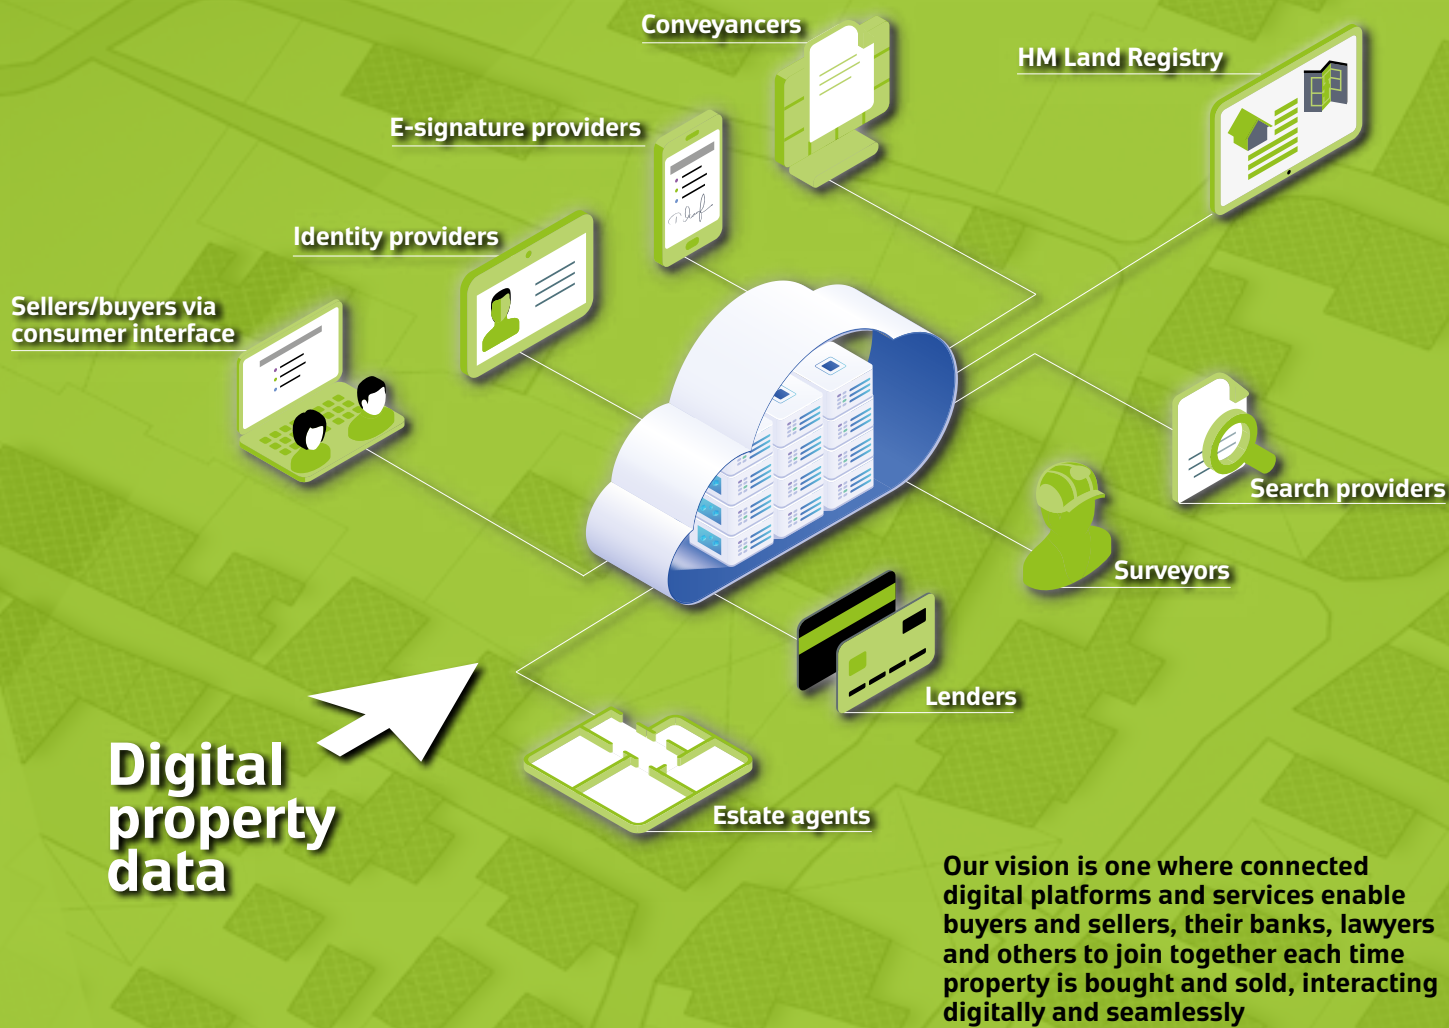 Conveyancers
HM Land Registry
E-signature providers
Identity providers
Sellers/buyers via
consumer interface
Search providers
Surveyors
Lenders
Estate agents
Digital
property
data
Our vision is one where connected
digital platforms and services enable
buyers and sellers, their banks, lawyers
and others to join together each time
property is bought and sold, interacting
digitally and seamlessly